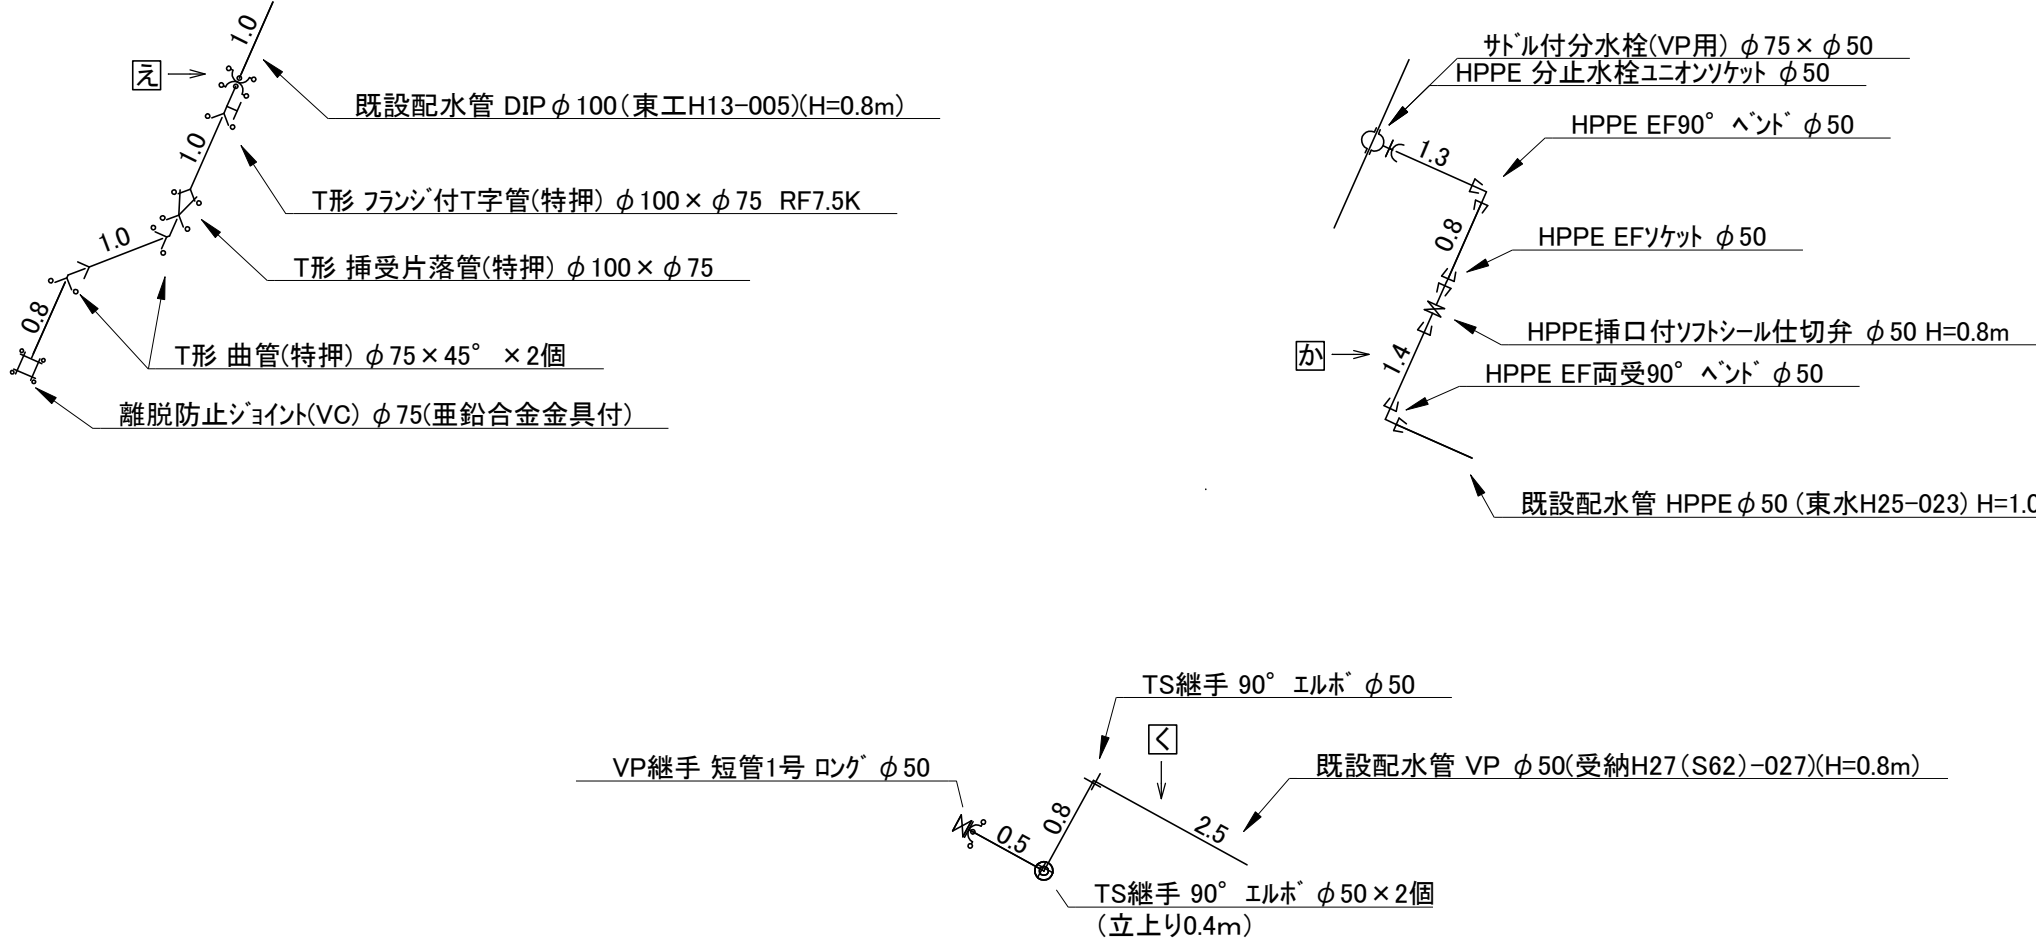 1.0
え
既設配水管 DIPφ100(東工H13-005)(H=0.8m)
1.0
T形 フランジ付T字管(特押) φ100×φ75 RF7.5K
1.0
T形 挿受片落管(特押) φ100×φ75
0.8
T形 曲管(特押) φ75×45° ×2個
離脱防止ジョイント(VC) φ75(亜鉛合金金具付)
サドル付分水栓(VP用) φ75×φ50
HPPE 分止水栓ユニオンソケット φ50
HPPE EF90° ベンド φ50
1.3
0.8
HPPE EFソケット φ50
HPPE挿口付ソフトシール仕切弁 φ50 H=0.8m
か
1.4
HPPE EF両受90° ベンド φ50
既設配水管 HPPEφ50 (東水H25-023) H=1.0
TS継手 90° エルボ φ50
く
VP継手 短管1号 ロング φ50
既設配水管 VP φ50(受納H27(S62)-027)(H=0.8m)
0.5
0.8
2.5
TS継手 90° エルボ φ50×2個
(立上り0.4m)